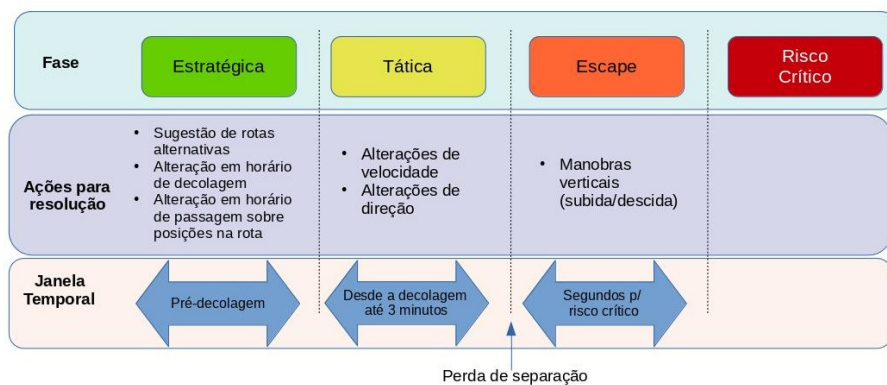 Fase
Estratégica
Tática
Escape
Risco
Crítico
Ações para
resolução
• Sugestão de rotas
alternativas
• Alteração em horário
de decolagem
• Alteração em horário
de passagem sobre
posições na rota
• Alterações de
velocidade
• Alterações de
direção
• Manobras
verticais
(subida/descida)
Janela
Temporal
Pré-decolagem
Desde a decolagem
até 3 minutos
Segundos p/
risco crítico
Perda de separação